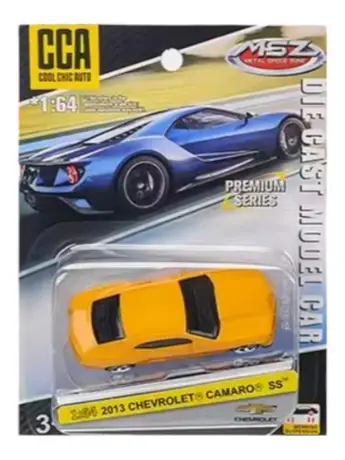 CCA
COOL CHIC AUTO
1:64
MSZ
METAL SPEED ZONE
DIE CAST MODEL CAR
PREMIUM
SERIES
1:64 2013 CHEVROLET® CAMARO® SS™
3+
CHEVROLET